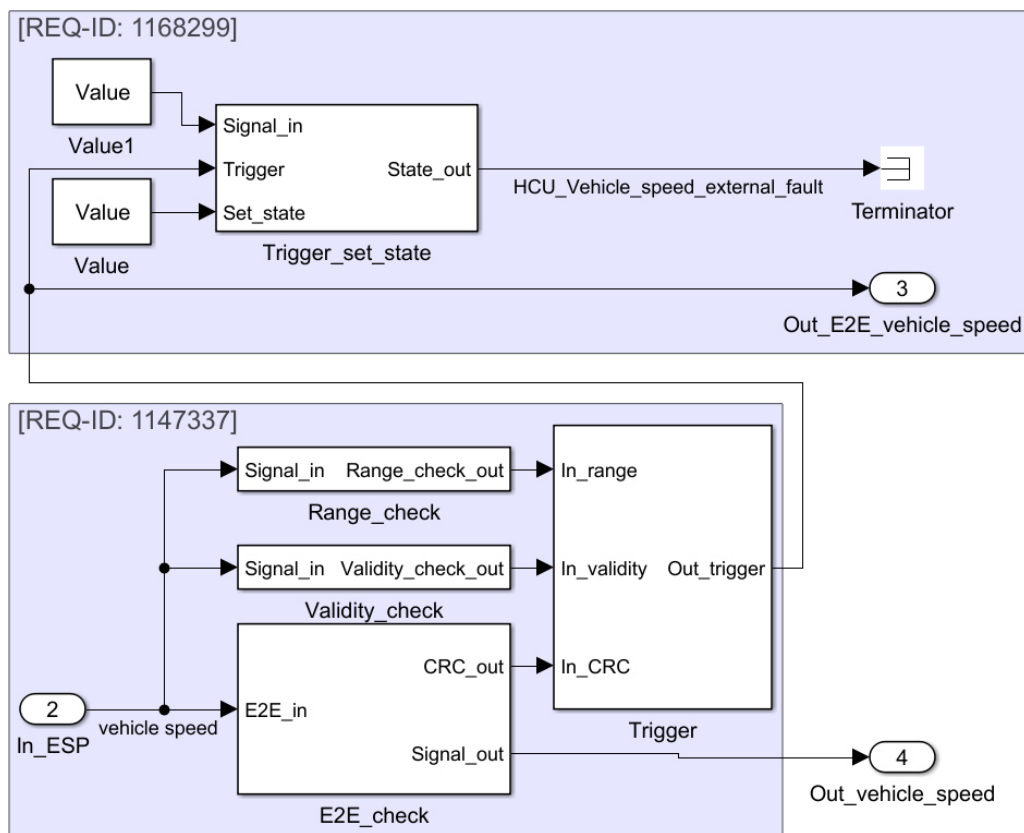 [REQ-ID: 1168299]
Value
Value1
Signal_in
Trigger
State_out
Set_state
Trigger_set_state
HCU_Vehicle_speed_external_fault
Terminator
Value
Value
3
Out_E2E_vehicle_speed
[REQ-ID: 1147337]
Signal_in Range_check_out
Range_check
In_range
Signal_in Validity_check_out
Validity_check
In_validity Out_trigger
CRC_out
In_CRC
E2E_in
Signal_out
E2E_check
Trigger
2
vehicle speed
In_ESP
4
Out_vehicle_speed